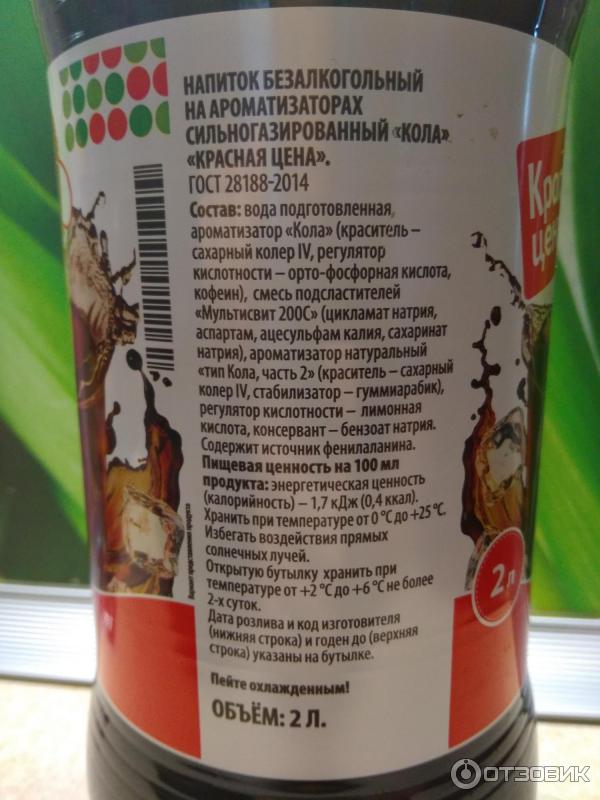 НАПИТОК БЕЗАЛКОГОЛЬНЫЙ
НА АРОМАТИЗАТОРАХ
СИЛЬНОГАЗИРОВАННЫЙ «КОЛА»
«КРАСНАЯ ЦЕНА».
ГОСТ 28188-2014
Состав: вода подготовленная,
ароматизатор «Кола» (краситель –
сахарный колер IV, регулятор
кислотности – орто-фосфорная кислота,
кофеин), смесь подсластителей
«Мультисвит 200С» (цикламат натрия,
аспартам, ацесульфам калия, сахаринат
натрия), ароматизатор натуральный
«тип Кола, часть 2» (краситель – сахарный
колер IV, стабилизатор – гуммиарабик),
регулятор кислотности – лимонная
кислота, консервант – бензоат натрия.
Содержит источник фенилаланина.
Пищевая ценность на 100 мл
продукта: энергетическая ценность
(калорийность) – 1,7 кДж (0,4 ккал).
Хранить при температуре от 0 °С до +25 °С.
Избегать воздействия прямых
солнечных лучей.
Открытую бутылку хранить при
температуре от +2 °С до +6 °С не более
2-х суток.
Дата розлива и код изготовителя
(нижняя строка) и годен до (верхняя
строка) указаны на бутылке.
Пейте охлажденным!
ОБЪЁМ: 2 Л.
Вариант представления продукта
Кра
це
2 л
ОТЗОВИК